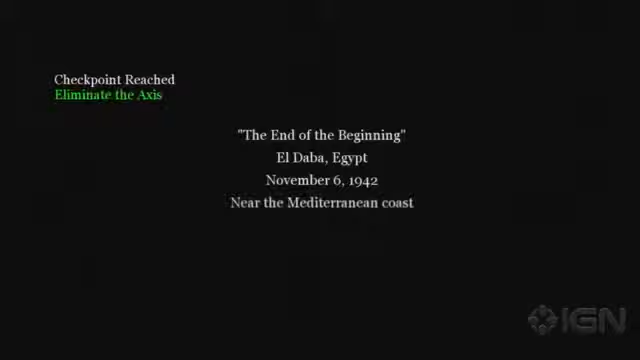 Checkpoint Reached
Eliminate the Axis
"The End of the Beginning"
El Daba, Egypt
November 6, 1942
Near the Mediterranean coast
IGN